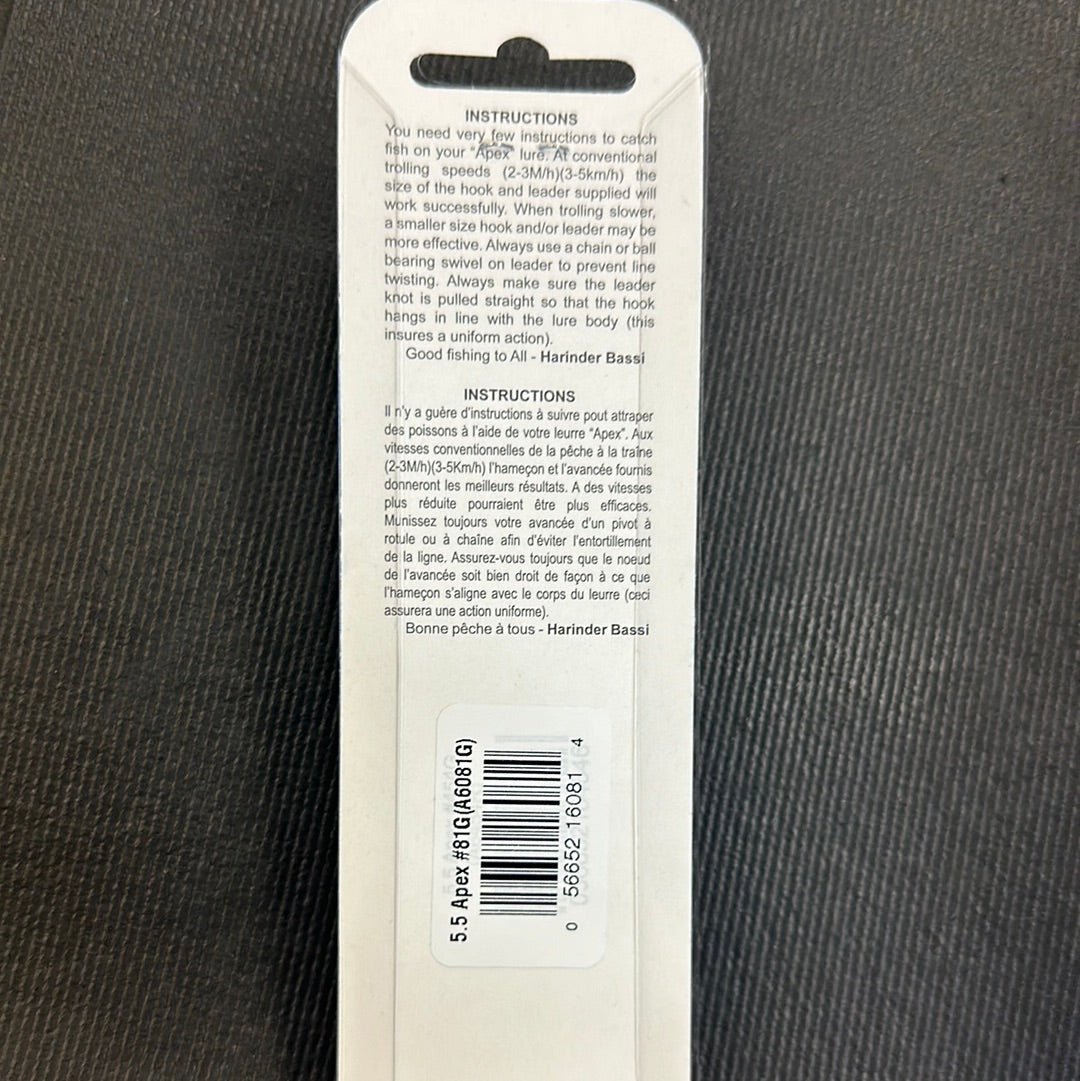 INSTRUCTIONS
You need very few instructions to catch
fish on your "Apex" lure. At conventional
trolling speeds (2-3M/h)(3-5km/h) the
size of the hook and leader supplied will
work successfully. When trolling slower,
a smaller size hook and/or leader may be
more effective. Always use a chain or ball
bearing swivel on leader to prevent line
twisting. Always make sure the leader
knot is pulled straight so that the hook
hangs in line with the lure body (this
insures a uniform action).
Good fishing to All - Harinder Bassi
INSTRUCTIONS
Il n'y a guère d'instructions à suivre pout attraper
des poissons à l'aide de votre leurre "Apex". Aux
vitesses conventionnelles de la pêche à la traîne
(2-3M/h)(3-5Km/h) l'hameçon et l'avancée fournis
donneront les meilleurs résultats. A des vitesses
plus réduite pourraient être plus efficaces.
Munissez toujours votre avancée d'un pivot à
rotule ou à chaîne afin d'éviter l'entortillement
de la ligne. Assurez-vous toujours que le noeud
de l'avancée soit bien droit de façon à ce que
l'hameçon s'aligne avec le corps du leurre (ceci
assurera une action uniforme).
Bonne pêche à tous - Harinder Bassi
5.5 Apex #81G(A6081G)
0 56652 16081 4